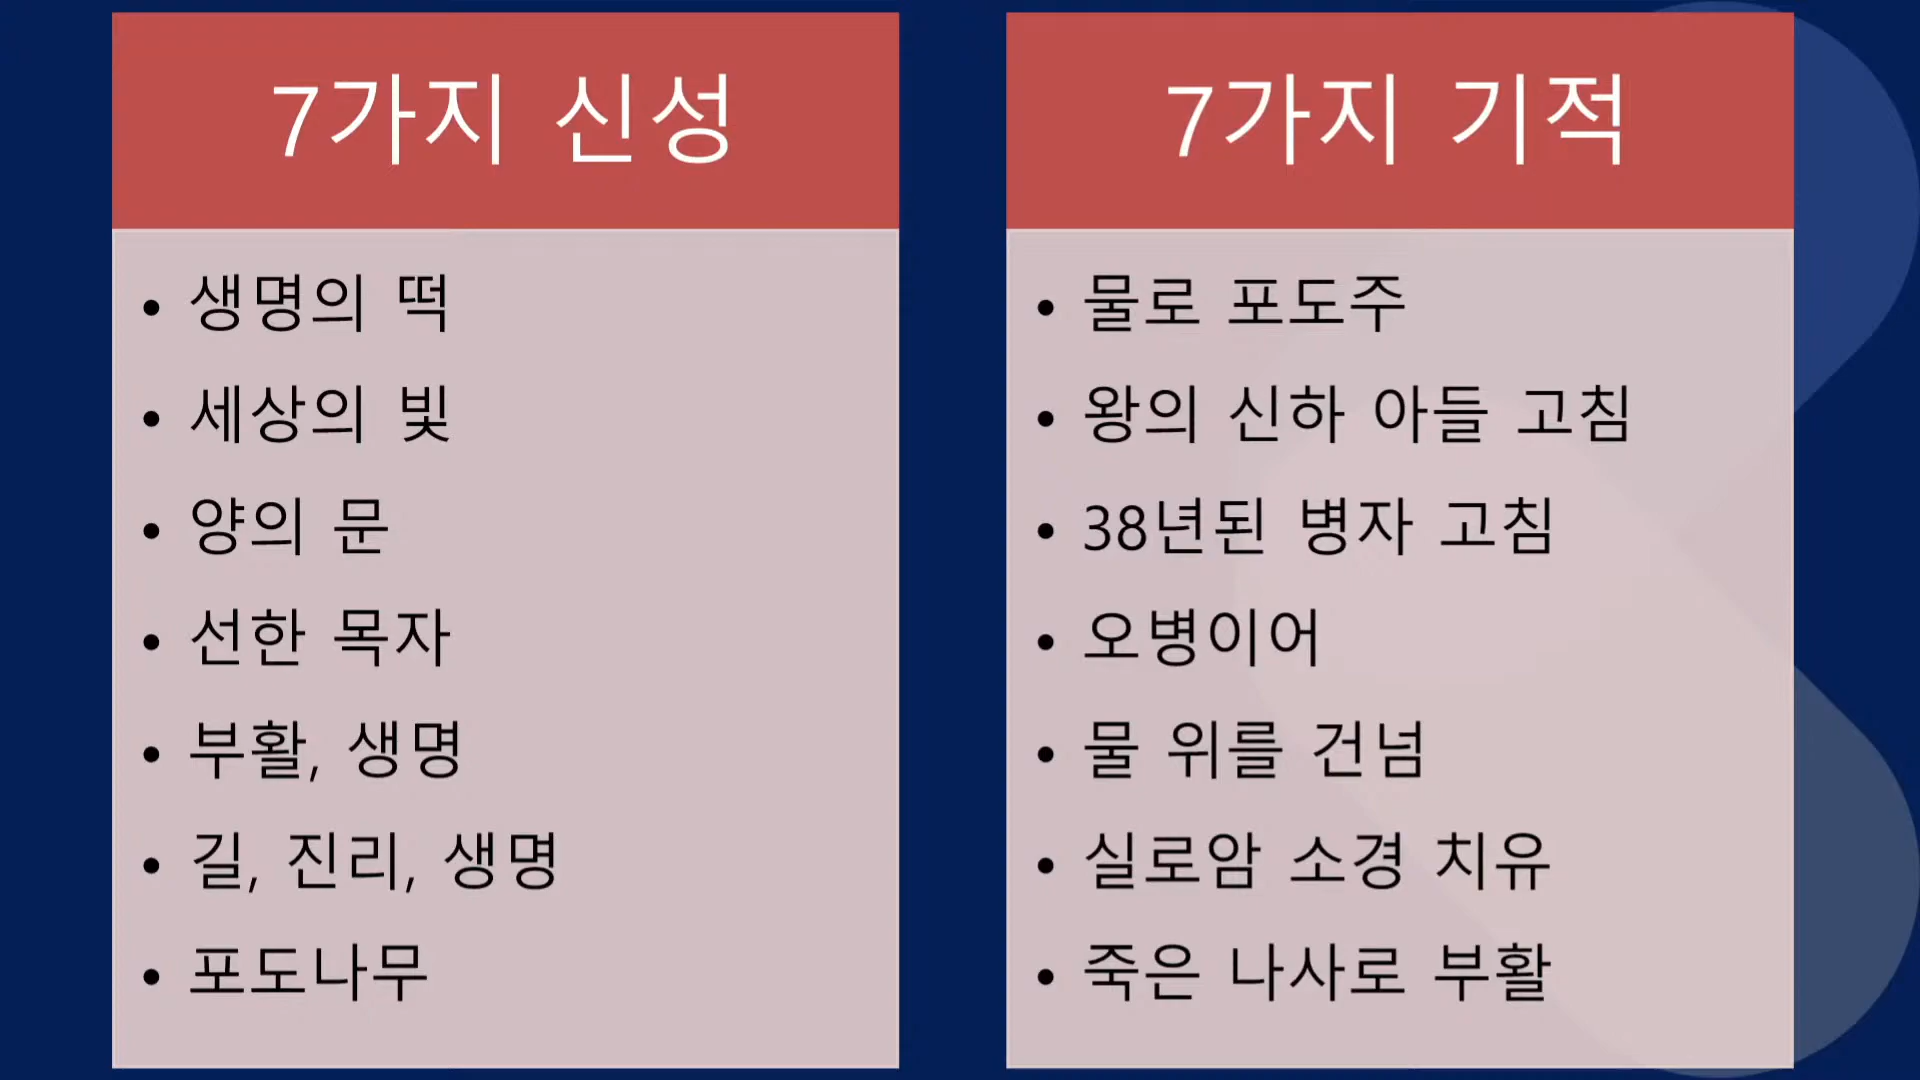 7가지 신성
• 생명의 떡
• 세상의 빛
• 양의 문
• 선한 목자
• 부활, 생명
• 길, 진리, 생명
• 포도나무
7가지 기적
• 물로 포도주
• 왕의 신하 아들 고침
• 38년된 병자 고침
• 오병이어
• 물 위를 건넘
• 실로암 소경 치유
• 죽은 나사로 부활